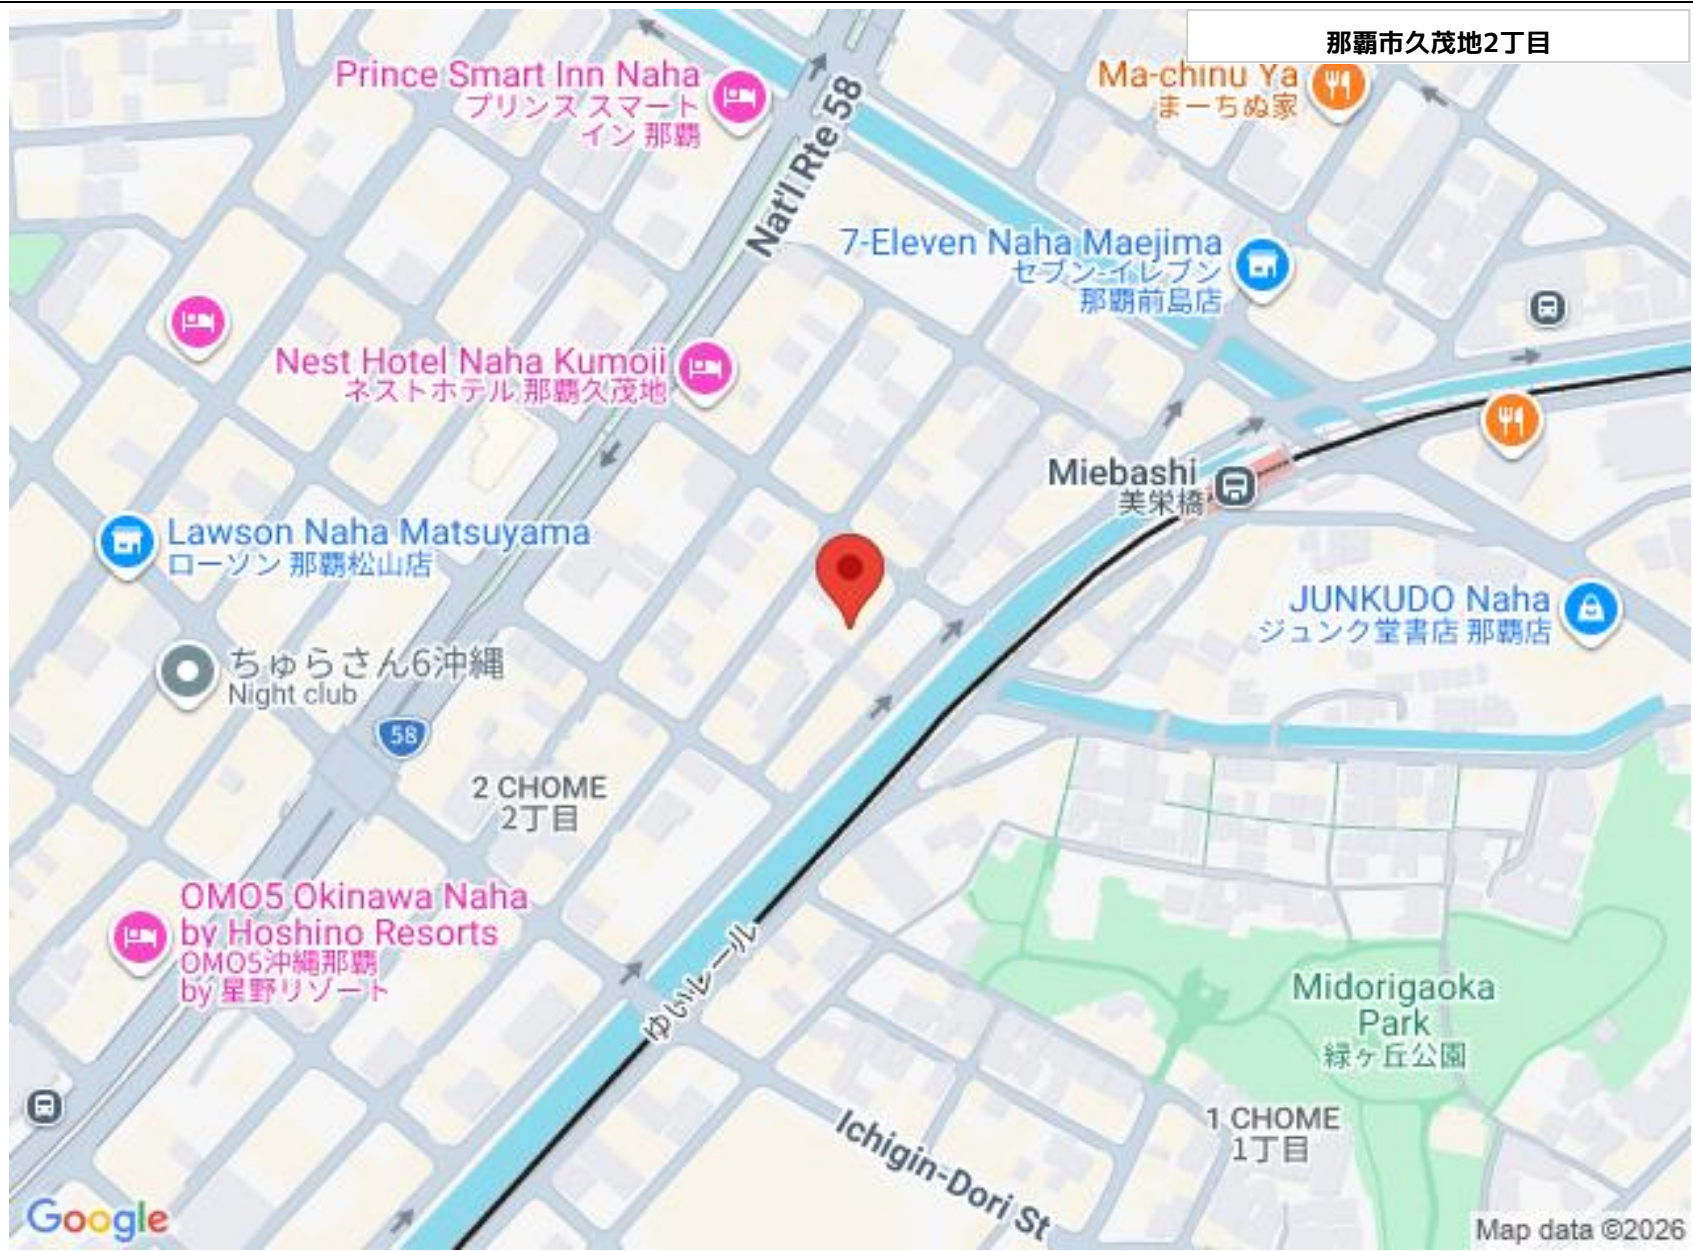 那覇市久茂地2丁目
Prince Smart Inn Naha
プリンス スマート
イン 那覇
Nat'l Rte 58
Ma-chinu Ya
まーちぬ家
7-Eleven Naha Maejima
セブン-イレブン
那覇前島店
Nest Hotel Naha Kumoji
ネストホテル 那覇久茂地
Miebashi
美栄橋
Lawson Naha Matsuyama
ローソン 那覇松山店
JUNKUDO Naha
ジュンク堂書店 那覇店
ちゅらさん6沖縄
Night club
58
2 CHOME
2丁目
OMO5 Okinawa Naha
by Hoshino Resorts
OMO5沖縄那覇
by 星野リゾート
ゆいレール
Midorigaoka
Park
緑ヶ丘公園
1 CHOME
1丁目
Ichigin-Dori St
Google
Map data ©2026